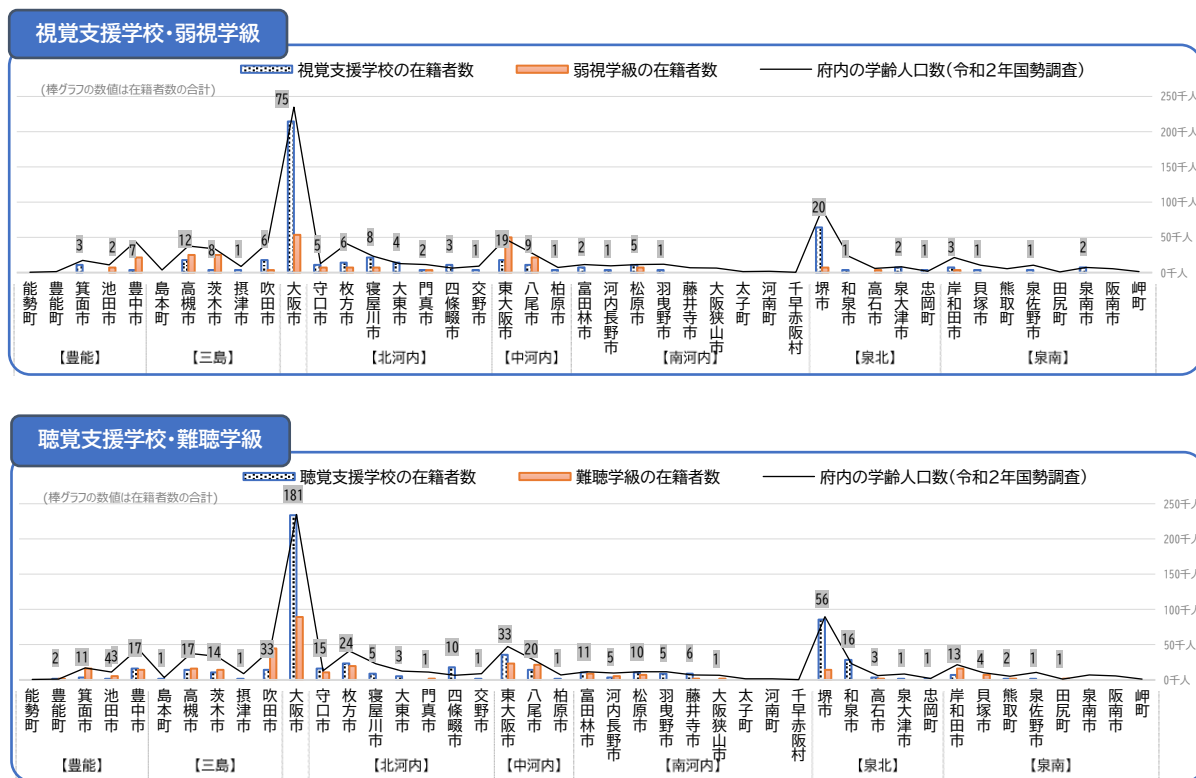 視覚支援学校・弱視学級
視覚支援学校の在籍者数 弱視学級の在籍者数 府内の学齢人口数(令和2年国勢調査)
(棒グラフの数値は在籍者数の合計)
250千人
200千人
150千人
100千人
50千人
0千人
3 2 7 12 8 1 6 75 5 6 8 4 2 3 1 19 9 1 2 1 5 1 20 1 2 1 3 1 1 2
能勢町 豊能町 箕面市 池田市 豊中市 島本町 高槻市 茨木市 摂津市 吹田市 大阪市 守口市 枚方市 寝屋川市 大東市 門真市 四條畷市 交野市 東大阪市 八尾市 柏原市 富田林市 河内長野市 松原市 羽曳野市 藤井寺市 大阪狭山市 太子町 河南町 千早赤阪村 堺市 和泉市 高石市 泉大津市 忠岡町 岸和田市 貝塚市 熊取町 泉佐野市 田尻町 泉南市 阪南市 岬町
【豊能】 【三島】 【北河内】 【中河内】 【南河内】 【泉北】 【泉南】
聴覚支援学校・難聴学級
聴覚支援学校の在籍者数 難聴学級の在籍者数 府内の学齢人口数(令和2年国勢調査)
(棒グラフの数値は在籍者数の合計)
250千人
200千人
150千人
100千人
50千人
0千人
2 11 43 17 1 17 14 1 33 181 15 24 5 3 1 10 1 33 20 1 11 5 10 5 6 1 56 16 3 1 1 13 4 2 1 1
能勢町 豊能町 箕面市 池田市 豊中市 島本町 高槻市 茨木市 摂津市 吹田市 大阪市 守口市 枚方市 寝屋川市 大東市 門真市 四條畷市 交野市 東大阪市 八尾市 柏原市 富田林市 河内長野市 松原市 羽曳野市 藤井寺市 大阪狭山市 太子町 河南町 千早赤阪村 堺市 和泉市 高石市 泉大津市 忠岡町 岸和田市 貝塚市 熊取町 泉佐野市 田尻町 泉南市 阪南市 岬町
【豊能】 【三島】 【北河内】 【中河内】 【南河内】 【泉北】 【泉南】